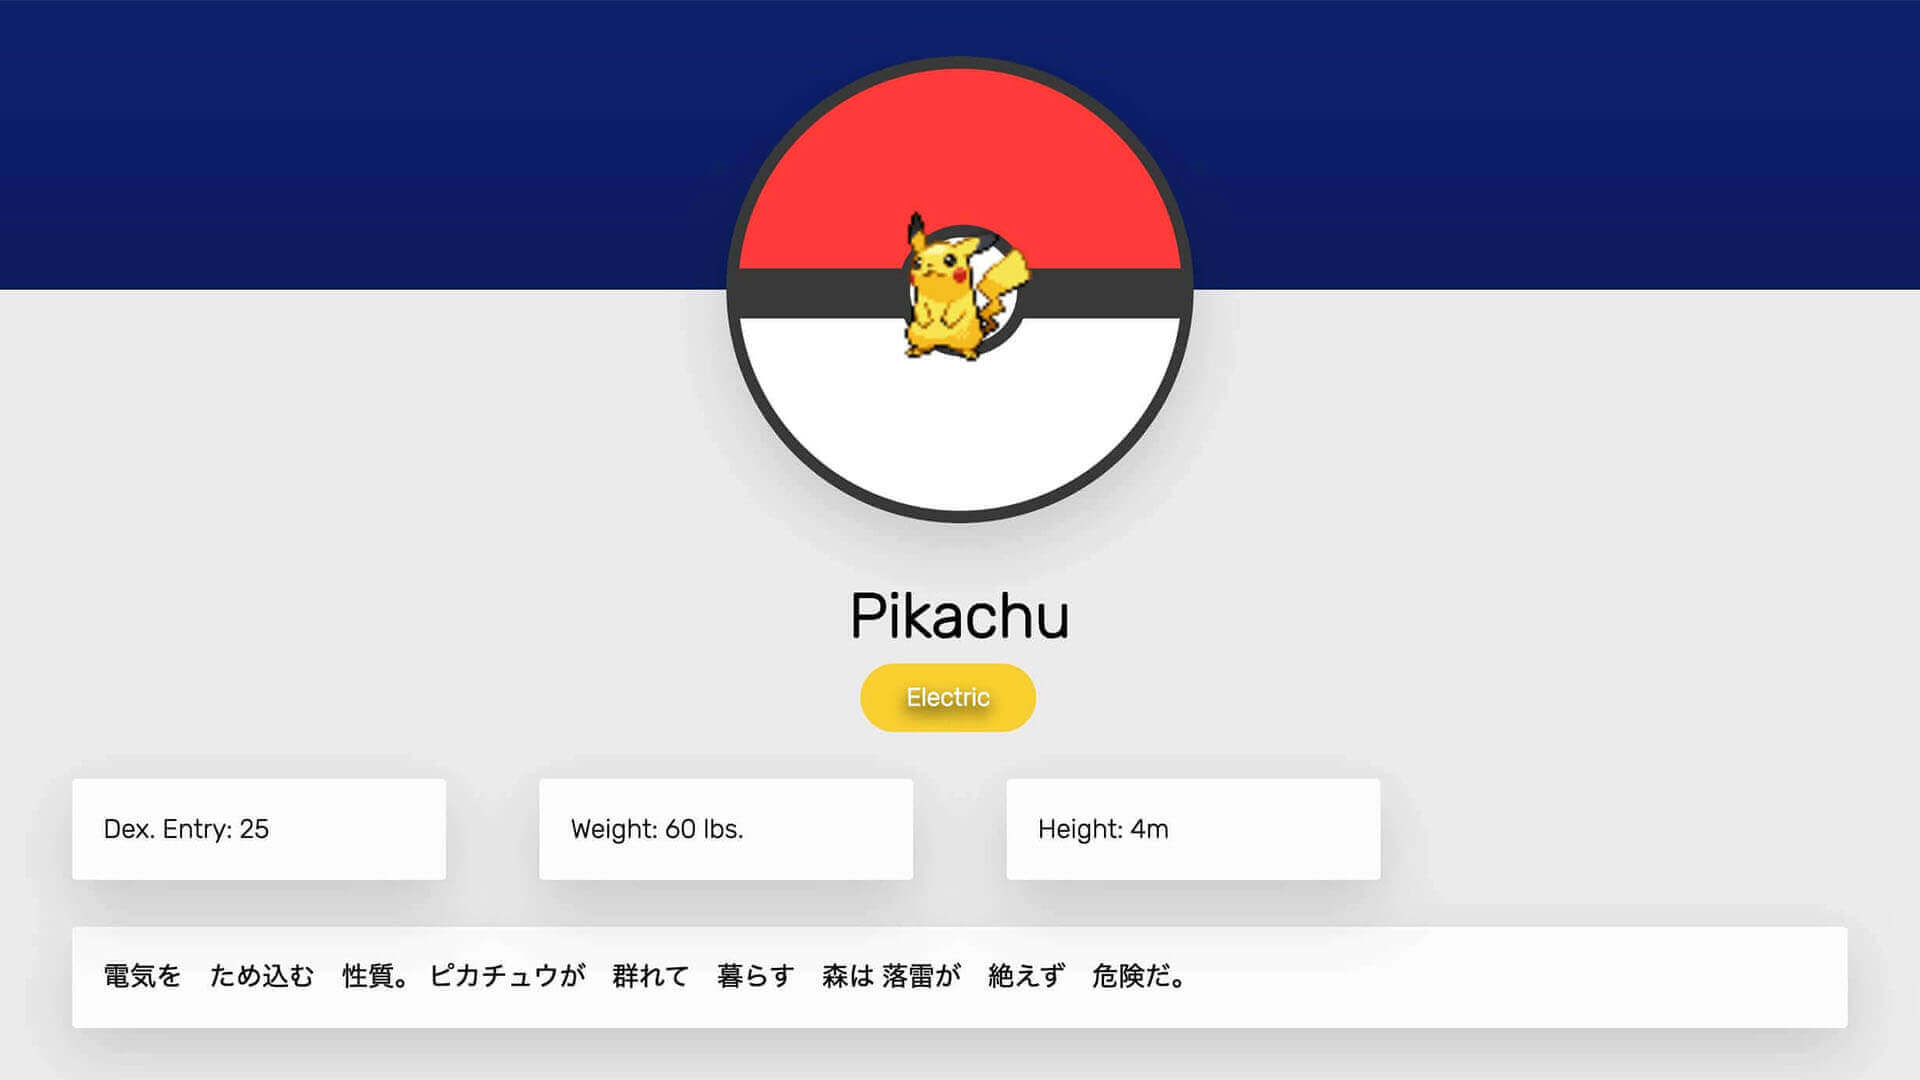 Pikachu
Electric
Dex. Entry: 25
Weight: 60 lbs.
Height: 4m
電気を　ため込む　性質。 ピカチュウが　群れて　暮らす　森は 落雷が　絶えず　危険だ。